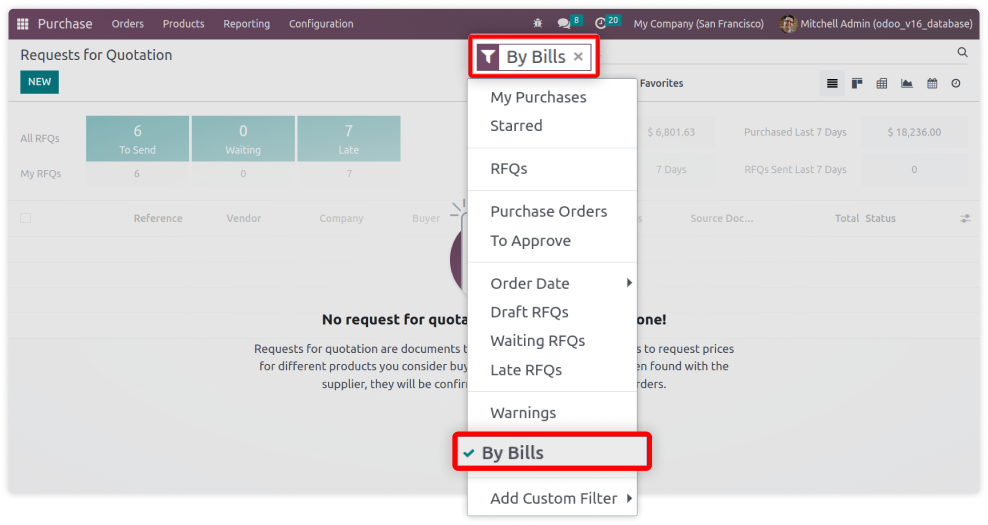 Purchase Orders Products Reporting Configuration 8 20 My Company (San Francisco) Mitchell Admin (odoo_v16_database)
Requests for Quotation
By Bills ×
NEW
Favorites
My Purchases
Starred
RFQs
Purchase Orders
To Approve
Order Date
Draft RFQs
Waiting RFQs
Late RFQs
Warnings
By Bills
Add Custom Filter
All RFQs
6
To Send
0
Waiting
7
Late
$ 6,801.63
Purchased Last 7 Days
$ 18,236.00
My RFQs
6
0
7
7 Days
RFQs Sent Last 7 Days
0
Reference Vendor Company Buyer Source Doc... Total Status
No request for quota one!
Requests for quotation are documents t s to request prices
for different products you consider buy en found with the
supplier, they will be confir rders.